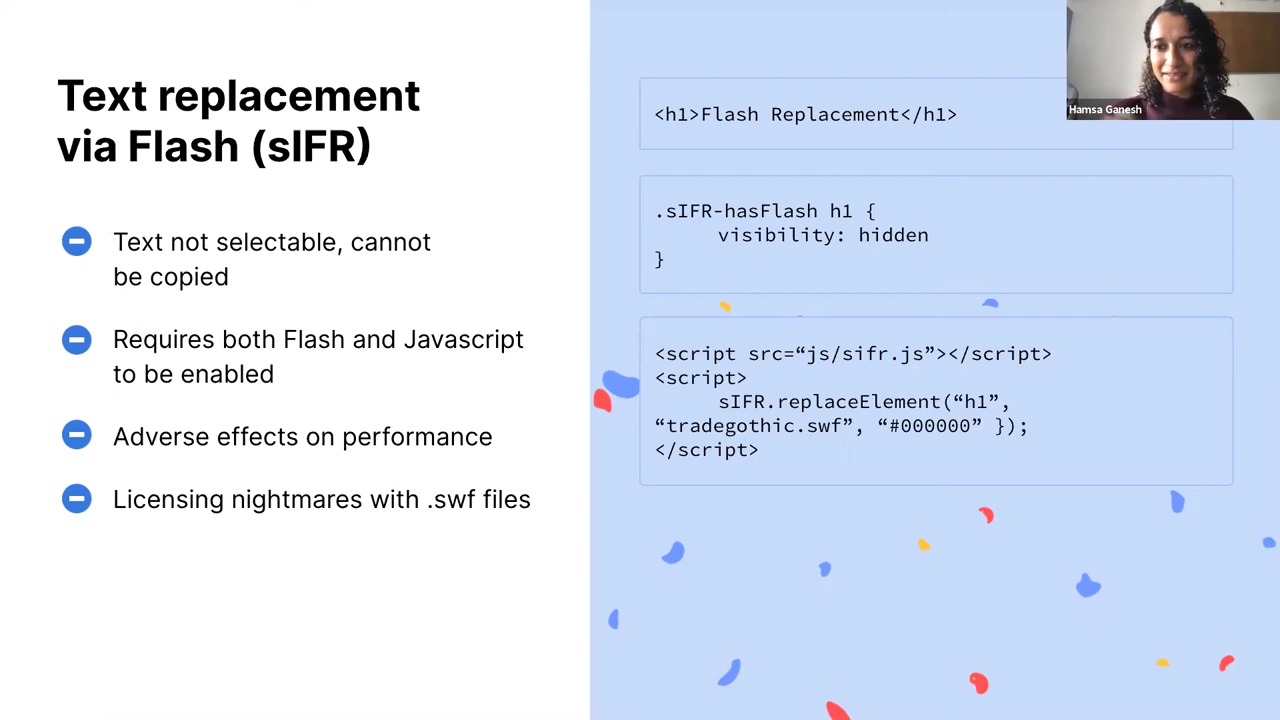 Text replacement
via Flash (sIFR)
Text not selectable, cannot
be copied
Requires both Flash and Javascript
to be enabled
Adverse effects on performance
Licensing nightmares with .swf files
<h1>Flash Replacement</h1>
.sIFR-hasFlash h1 {
visibility: hidden
}
<script src=“js/sifr.js”></script>
<script>
sIFR.replaceElement(“h1”,
“tradegothic.swf”, “#000000” });
</script>
Hamsa Ganesh